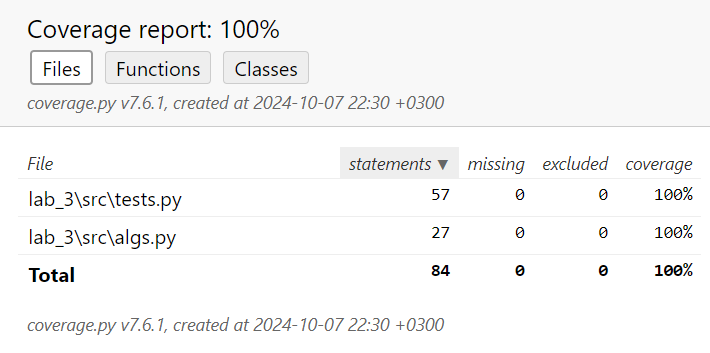 Coverage report: 100%
Files Functions Classes
coverage.py v7.6.1, created at 2024-10-07 22:30 +0300
File statements ▼ missing excluded coverage
lab_3\src\tests.py 57 0 0 100%
lab_3\src\algs.py 27 0 0 100%
Total 84 0 0 100%
coverage.py v7.6.1, created at 2024-10-07 22:30 +0300